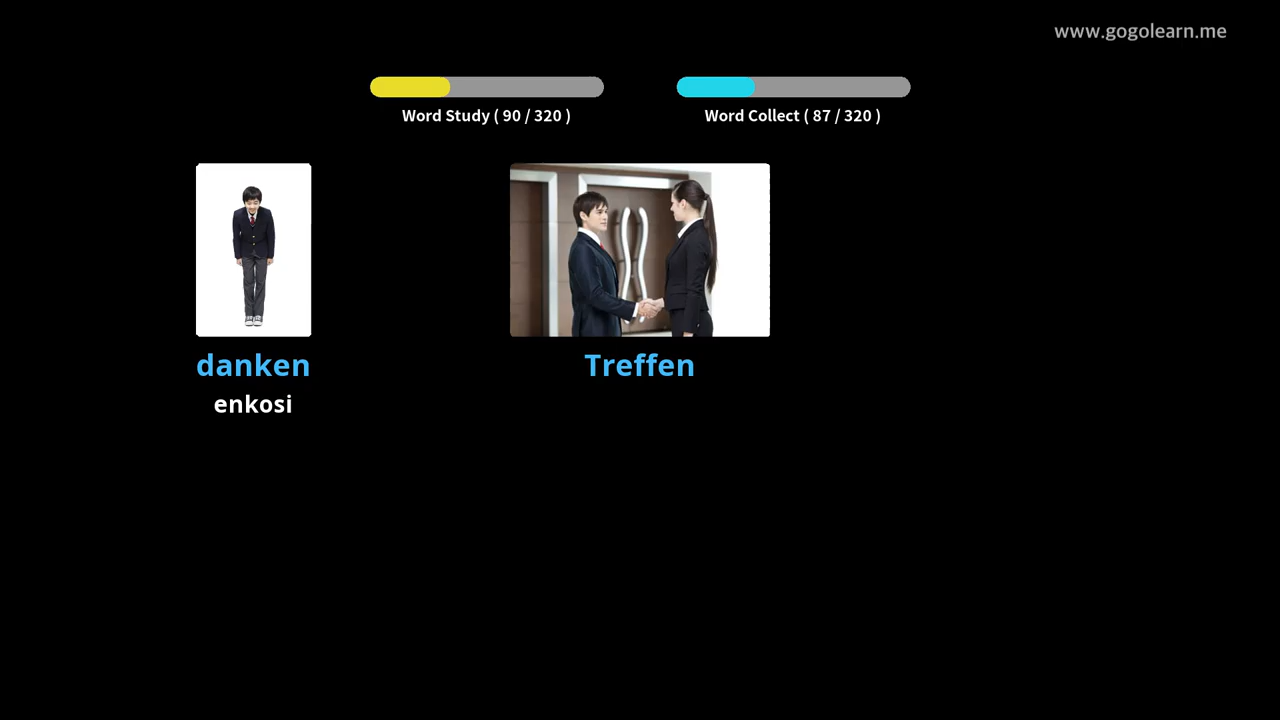 www.gogolearn.me
Word Study ( 90 / 320 )
Word Collect ( 87 / 320 )
danken
enkosi
Treffen